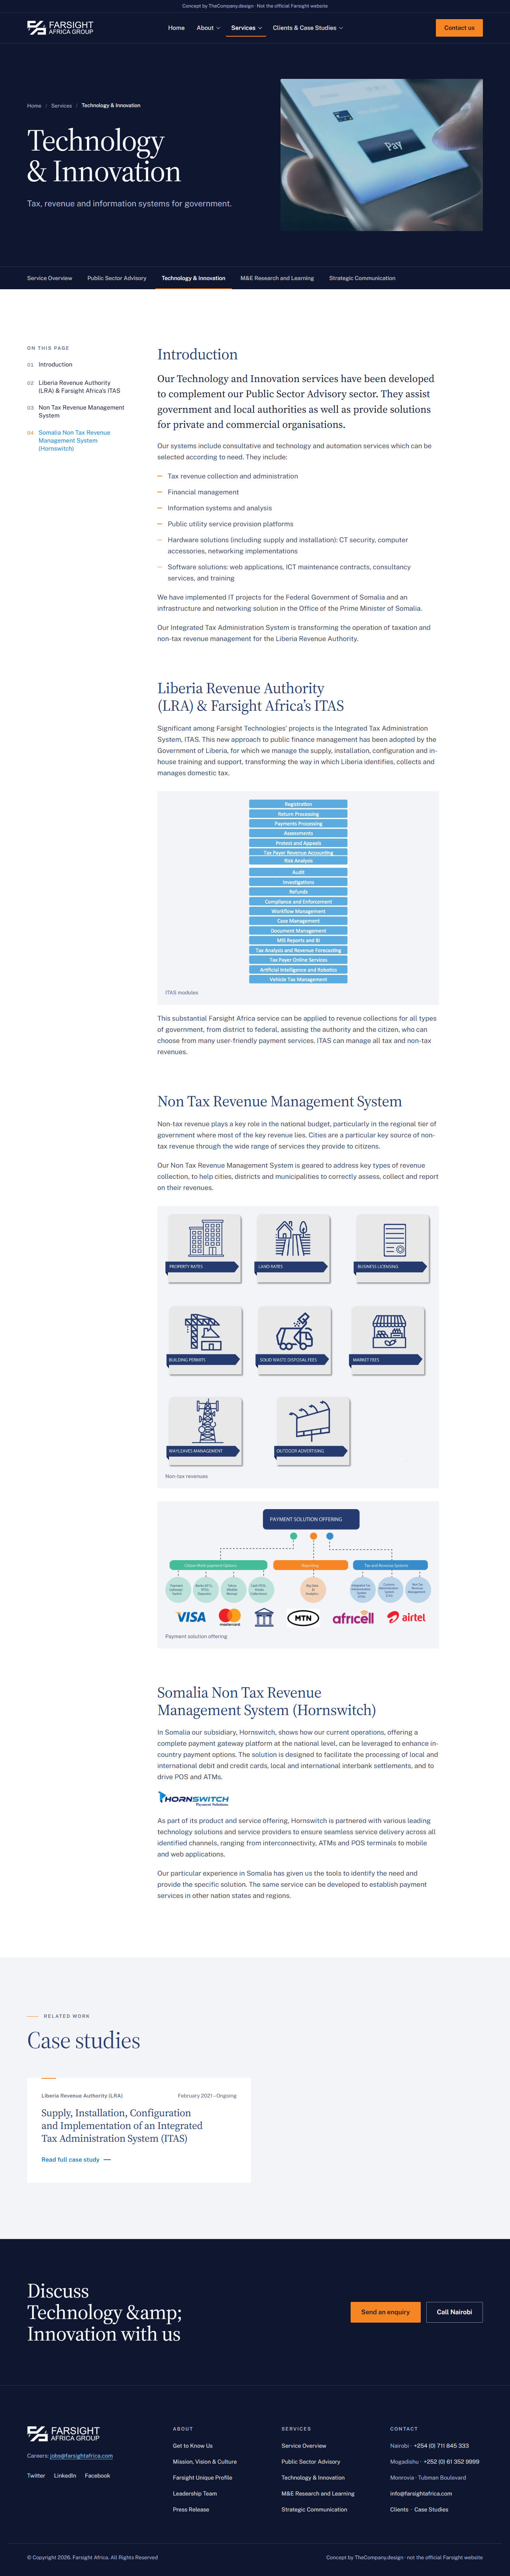 Concept by TheCompany.design · Not the official Farsight website
FARSIGHT
AFRICA GROUP
Home
About
Services
Clients & Case Studies
Contact us
Home / Services / Technology & Innovation
Technology
& Innovation
Tax, revenue and information systems for government.
Pay
Service Overview
Public Sector Advisory
Technology & Innovation
M&E Research and Learning
Strategic Communication
ON THIS PAGE
01 Introduction
02 Liberia Revenue Authority
(LRA) & Farsight Africa's ITAS
03 Non Tax Revenue Management
System
04 Somalia Non Tax Revenue
Management System
(Hornswitch)
Introduction
Our Technology and Innovation services have been developed
to complement our Public Sector Advisory sector. They assist
government and local authorities as well as provide solutions
for private and commercial organisations.
Our systems include consultative and technology and automation services which can be
selected according to need. They include:
Tax revenue collection and administration
Financial management
Information systems and analysis
Public utility service provision platforms
Hardware solutions (including supply and installation): CT security, computer
accessories, networking implementations
Software solutions: web applications, ICT maintenance contracts, consultancy
services, and training
We have implemented IT projects for the Federal Government of Somalia and an
infrastructure and networking solution in the Office of the Prime Minister of Somalia.
Our Integrated Tax Administration System is transforming the operation of taxation and
non-tax revenue management for the Liberia Revenue Authority.
Liberia Revenue Authority
(LRA) & Farsight Africa's ITAS
Significant among Farsight Technologies' projects is the Integrated Tax Administration
System, ITAS. This new approach to public finance management has been adopted by the
Government of Liberia, for which we manage the supply, installation, configuration and in-
house training and support, transforming the way in which Liberia identifies, collects and
manages domestic tax.
Registration
Return Processing
Payments Processing
Assessments
Protest and Appeals
Tax Payer Revenue Accounting
Risk Analysis
Audit
Investigations
Refunds
Compliance and Enforcement
Workflow Management
Case Management
Document Management
MIS Reports and BI
Tax Analysis and Revenue Forecasting
Tax Payer Online Services
Artificial Intelligence and Robotics
Vehicle Tax Management
ITAS modules
This substantial Farsight Africa service can be applied to revenue collections for all types
of government, from district to federal, assisting the authority and the citizen, who can
choose from many user-friendly payment services. ITAS can manage all tax and non-tax
revenues.
Non Tax Revenue Management System
Non-tax revenue plays a key role in the national budget, particularly in the regional tier of
government where most of the key revenue lies. Cities are a particular key source of non-
tax revenue through the wide range of services they provide to citizens.
Our Non Tax Revenue Management System is geared to address key types of revenue
collection, to help cities, districts and municipalities to correctly assess, collect and report
on their revenues.
PROPERTY RATES
LAND RATES
BUSINESS LICENSING
BUILDING PERMITS
SOLID WASTE DISPOSAL FEES
MARKET FEES
WAYLEAVES MANAGEMENT
OUTDOOR ADVERTISING
Non-tax revenues
PAYMENT SOLUTION OFFERING
Citizen Multi-payment Options
Reporting
Tax and Revenue Systems
VISA
mastercard
MTN
africell
airtel
Payment solution offering
Somalia Non Tax Revenue
Management System (Hornswitch)
In Somalia our subsidiary, Hornswitch, shows how our current operations, offering a
complete payment gateway platform at the national level, can be leveraged to enhance in-
country payment options. The solution is designed to facilitate the processing of local and
international debit and credit cards, local and international interbank settlements, and to
drive POS and ATMs.
HORNSWITCH
Payment Solutions
As part of its product and service offering, Hornswitch is partnered with various leading
technology solutions and service providers to ensure seamless service delivery across all
identified channels, ranging from interconnectivity, ATMs and POS terminals to mobile
and web applications.
Our particular experience in Somalia has given us the tools to identify the need and
provide the specific solution. The same service can be developed to establish payment
services in other nation states and regions.
RELATED WORK
Case studies
Liberia Revenue Authority (LRA)
February 2021 – Ongoing
Supply, Installation, Configuration
and Implementation of an Integrated
Tax Administration System (ITAS)
Read full case study
Discuss
Technology &amp;
Innovation with us
Send an enquiry
Call Nairobi
FARSIGHT
AFRICA GROUP
Careers: jobs@farsightafrica.com
Twitter
LinkedIn
Facebook
ABOUT
Get to Know Us
Mission, Vision & Culture
Farsight Unique Profile
Leadership Team
Press Release
SERVICES
Service Overview
Public Sector Advisory
Technology & Innovation
M&E Research and Learning
Strategic Communication
CONTACT
Nairobi · +254 (0) 711 845 333
Mogadishu · +252 (0) 61 352 9999
Monrovia · Tubman Boulevard
info@farsightafrica.com
Clients · Case Studies
© Copyright 2026. Farsight Africa. All Rights Reserved
Concept by TheCompany.design · not the official Farsight website